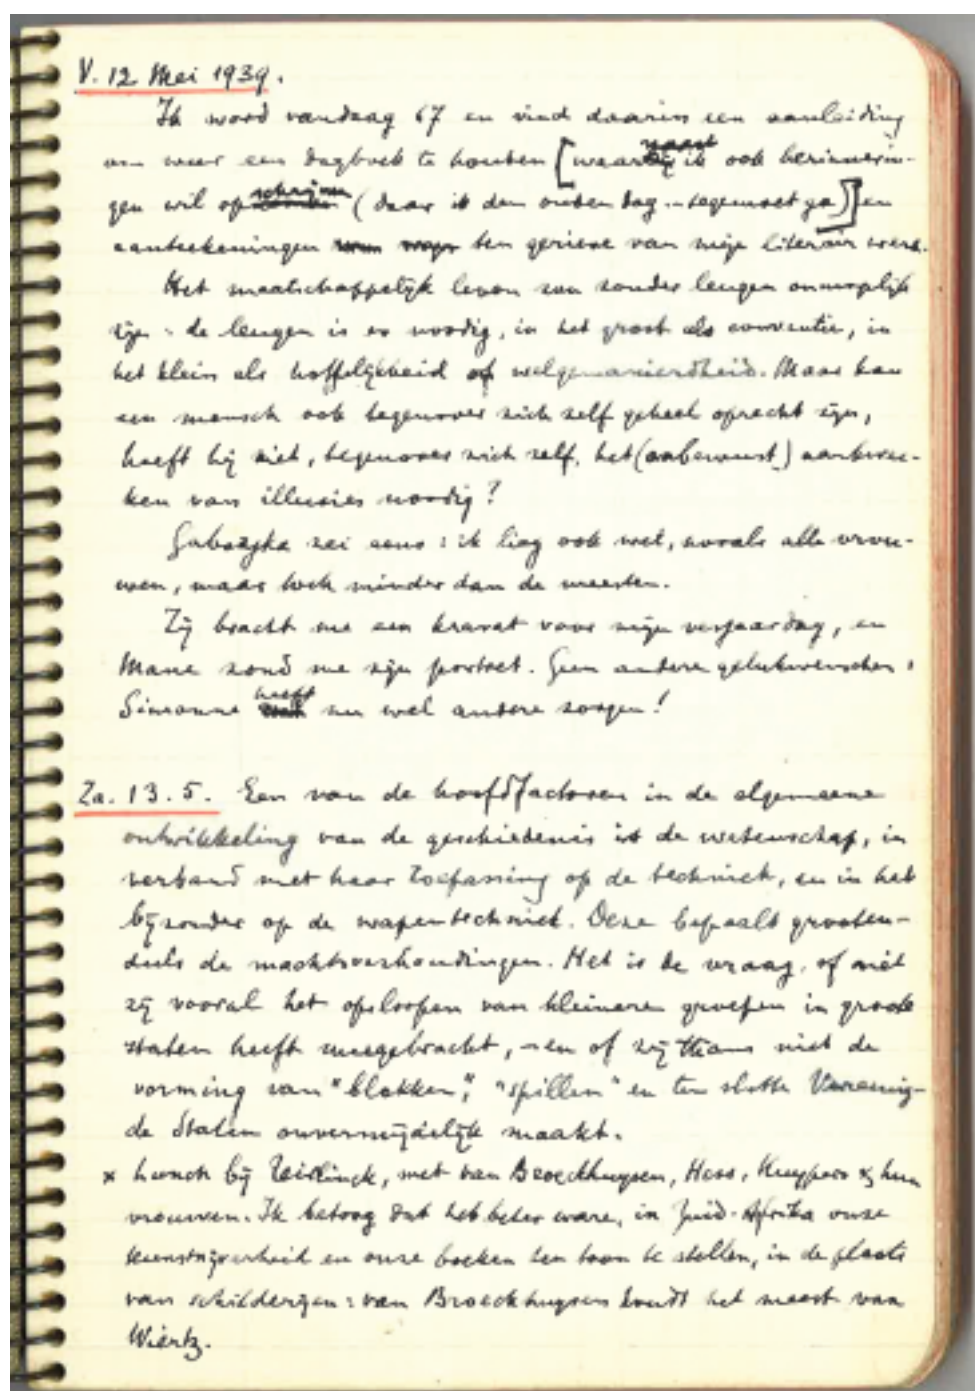 V. 12 Mei 1939.
Ik word vandaag 67 en vind daarin een aanleiding
om weer een dagboek te houden [waar naast ik ook herinnerin-
gen wil opschrijven (daar ik den ouden dag tegemoet ga)] en
aanteekeningen ten gerieve van mijn literair werk.
Het maatschappelijk leven zou zonder leugen onmogelijk
zijn: de leugen is er noodig, in het groot als conventie, in
het klein als hoffelijkheid of welgemanierdheid. Maar kan
een mensch ook tegenover zich zelf geheel oprecht zijn,
hoeft hij niet, tegenover zich zelf, het (onbewust) aankwee-
ken van illusies noodig?
zei eens: ik lieg ook wel, zooals alle vrou-
wen, maar toch minder dan de meesten.
Zij bracht me een kravat voor mijn verjaardag, en
zond me zijn portret. Geen andere gelukwenschen:
Simonne heeft nu wel andere zorgen!
Za. 13.5. Een van de hoofdfactoren in de algemeene
ontwikkeling van de geschiedenis is de wetenschap, in
verband met haar toepassing op de techniek, en in het
bijzonder op de wapentechniek. Deze bepaalt grooten-
deels de machtsverhoudingen. Het is de vraag, of niet
zij vooral het opslorpen van kleinere groepen in groote
staten heeft meegebracht, - en of zij thans niet de
vorming van "blokken", "spillen" en ten slotte Vereenig-
de Staten onvermijdelijk maakt.
x Lunch bij Teirlinck, met van Broeckhuysen, Hess, Kuypers & hun
vrouwen. Ik betoog dat het beter ware, in Zuid-Afrika onze
kunstnijverheid en onze boeken ten toon te stellen, in de plaats
van schilderijen: van Broeckhuysen houdt het meest van
Wiertz.